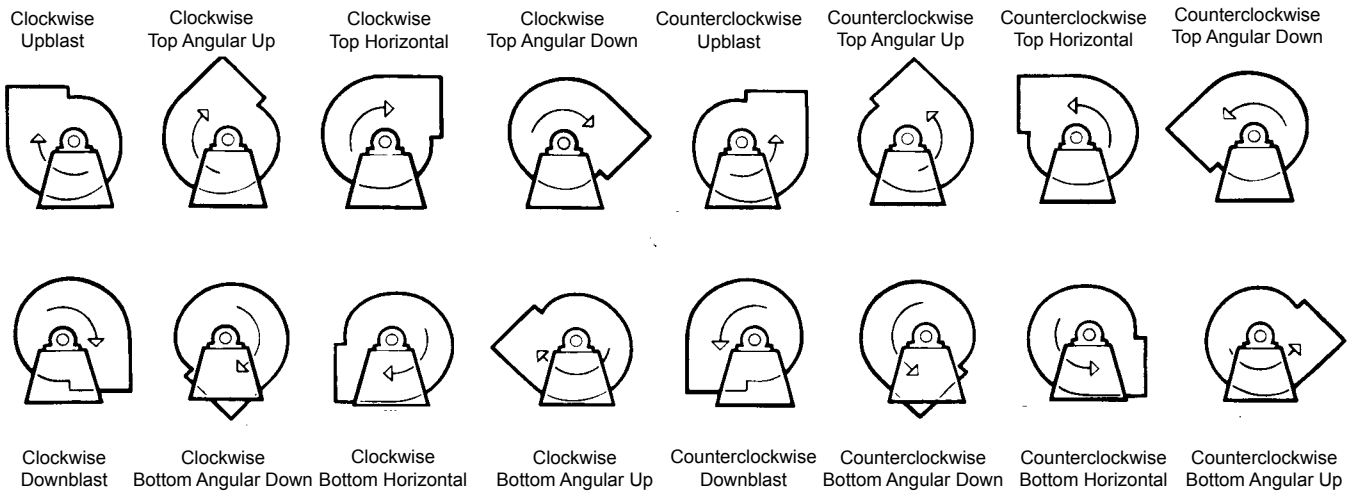 Clockwise
Upblast
Clockwise
Top Angular Up
Clockwise
Top Horizontal
Clockwise
Top Angular Down
Counterclockwise
Upblast
Counterclockwise
Top Angular Up
Counterclockwise
Top Horizontal
Counterclockwise
Top Angular Down
Clockwise
Downblast
Clockwise
Bottom Angular Down
Clockwise
Bottom Horizontal
Clockwise
Bottom Angular Up
Counterclockwise
Downblast
Counterclockwise
Bottom Angular Down
Counterclockwise
Bottom Horizontal
Counterclockwise
Bottom Angular Up